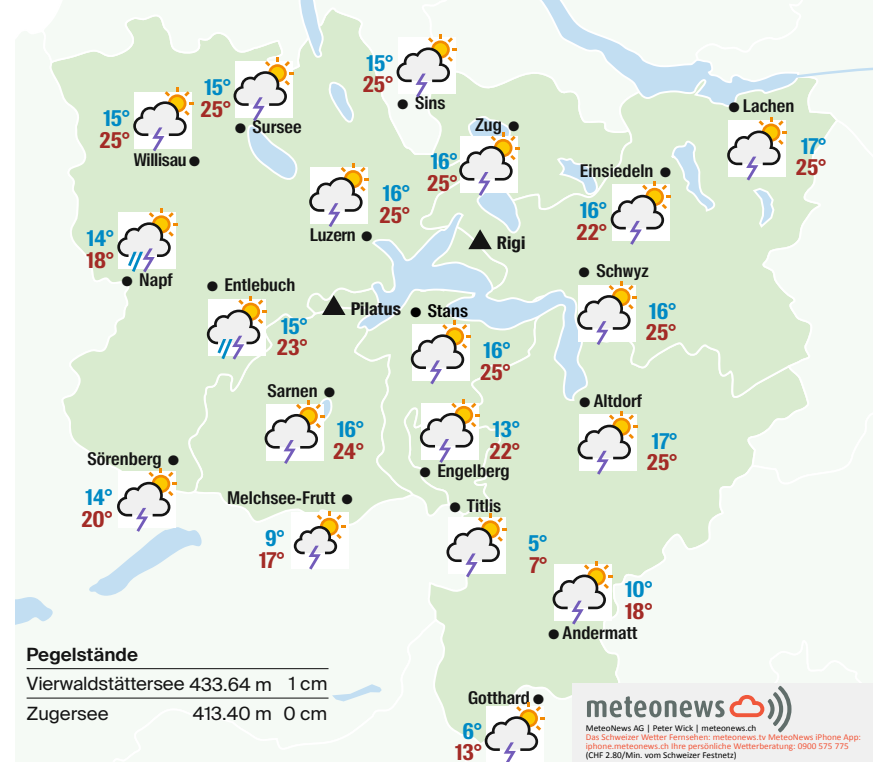 15°
25°
Sins
15°
25°
Sursee
15°
25°
Willisau
Zug
16°
25°
Lachen
17°
25°
Einsiedeln
16°
22°
16°
25°
Luzern
Rigi
14°
18°
Napf
Entlebuch
15°
23°
Pilatus
Stans
16°
25°
Schwyz
16°
25°
Sarnen
16°
24°
13°
22°
Engelberg
Altdorf
17°
25°
Sörenberg
14°
20°
Melchsee-Frutt
9°
17°
Titlis
5°
7°
10°
18°
Andermatt
Gotthard
6°
13°
Pegelstände
Vierwaldstättersee 433.64 m 1 cm
Zugersee 413.40 m 0 cm
meteonews
MeteoNews AG | Peter Wick | meteonews.ch
Das Schweizer Wetter Fernsehen: meteonews.tv MeteoNews iPhone App:
iphone.meteonews.ch Ihre persönliche Wetterberatung: 0900 575 775
(CHF 2.80/Min. vom Schweizer Festnetz)